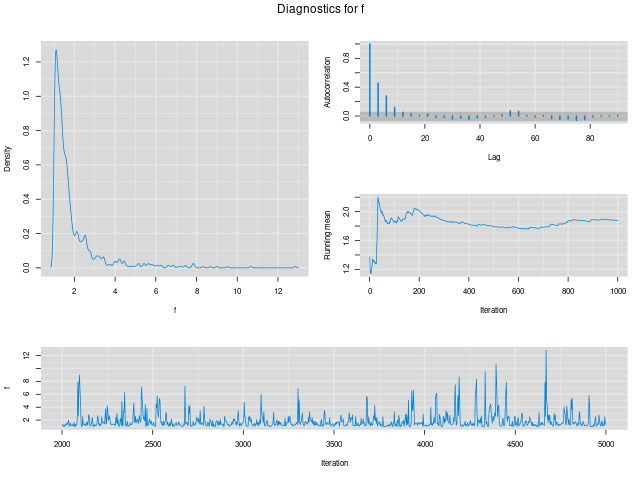 Diagnostics for f
Density
0.0 0.2 0.4 0.6 0.8 1.0 1.2
2 4 6 8 10 12
f
Autocorrelation
0.0 0.4 0.8
0 20 40 60 80
Lag
Running mean
1.2 1.6 2.0
0 200 400 600 800 1000
Iteration
f
2 4 6 8 12
2000 2500 3000 3500 4000 4500 5000
Iteration